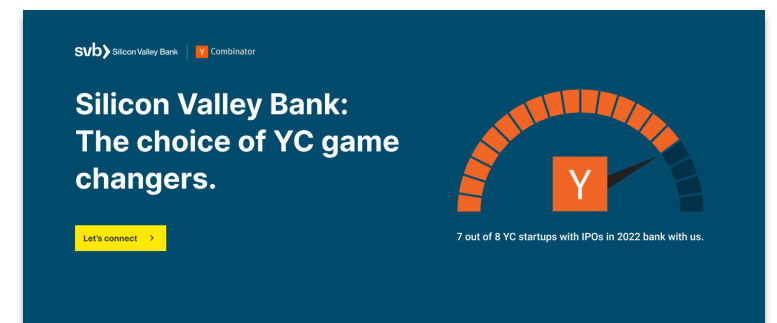 svb Silicon Valley Bank Y Combinator
Silicon Valley Bank:
The choice of YC game
changers.
Let's connect
Y
7 out of 8 YC startups with IPOs in 2022 bank with us.